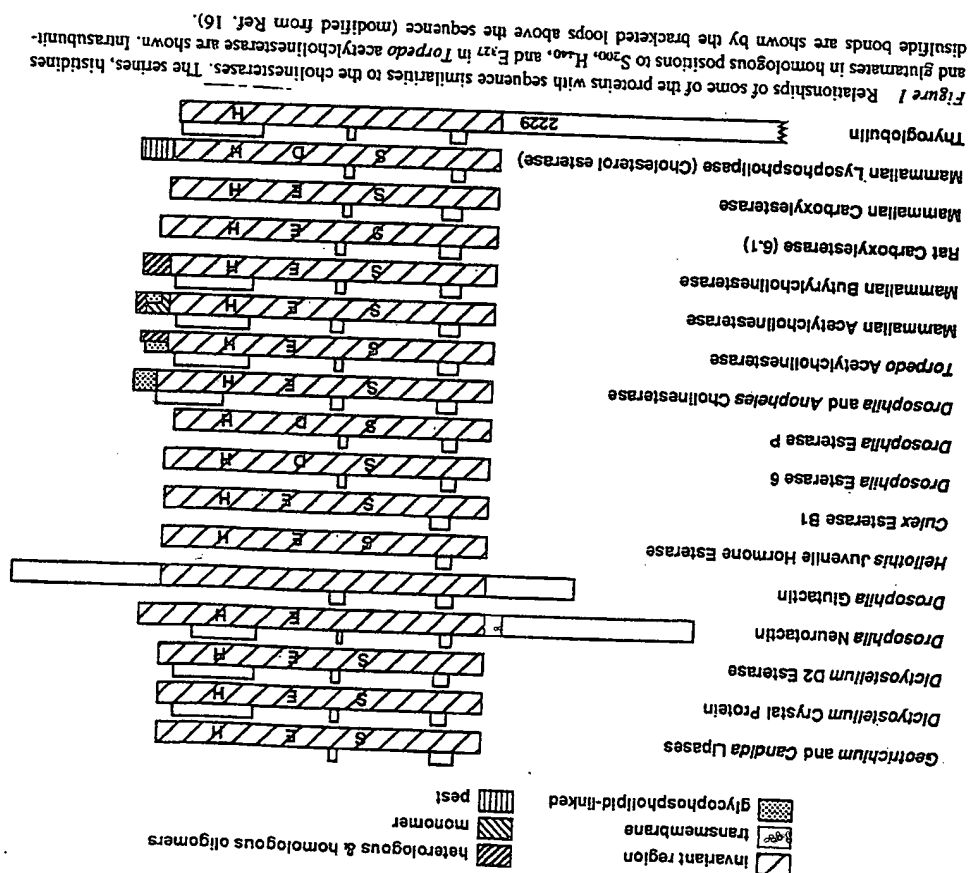 invariant region
transmembrane
glycophospholipid-linked
heterologous & homologous oligomers
monomer
pest
Geotrichium and Candida Lipases S E H
Dictyostelium Crystal Protein S E H
Dictyostelium D2 Esterase S E H
Drosophila Neurotactin E H
Drosophila Glutactin
Heliothis Juvenile Hormone Esterase S E H
Culex Esterase B1 S E H
Drosophila Esterase 6 S D H
Drosophila Esterase P S D H
Drosophila and Anopheles Cholinesterase S E H
Torpedo Acetylcholinesterase S E H
Mammalian Acetylcholinesterase S E H
Mammalian Butyrylcholinesterase S E H
Rat Carboxylesterase (6.1) S E H
Mammalian Carboxylesterase S E H
Mammalian Lysophospholipase (Cholesterol esterase) S D H
Thyroglobulin 2229 H
Figure 1 Relationships of some of the proteins with sequence similarities to the cholinesterases. The serines, histidines
and glutamates in homologous positions to S200, H440, and E327 in Torpedo acetylcholinesterase are shown. Intrasubunit-
disulfide bonds are shown by the bracketed loops above the sequence (modified from Ref. 16).